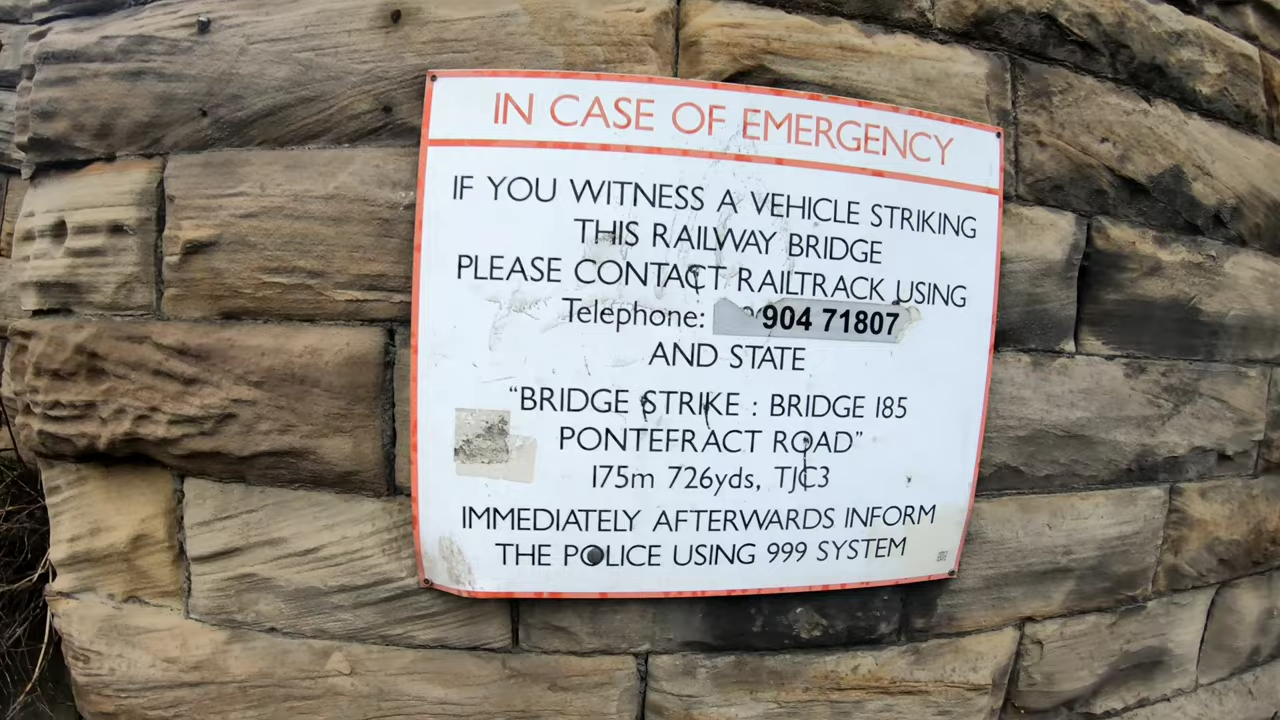 IN CASE OF EMERGENCY
IF YOU WITNESS A VEHICLE STRIKING
THIS RAILWAY BRIDGE
PLEASE CONTACT RAILTRACK USING
Telephone: 904 71807
AND STATE
"BRIDGE STRIKE : BRIDGE 185
PONTEFRACT ROAD"
175m 726yds, TJC3
IMMEDIATELY AFTERWARDS INFORM
THE POLICE USING 999 SYSTEM